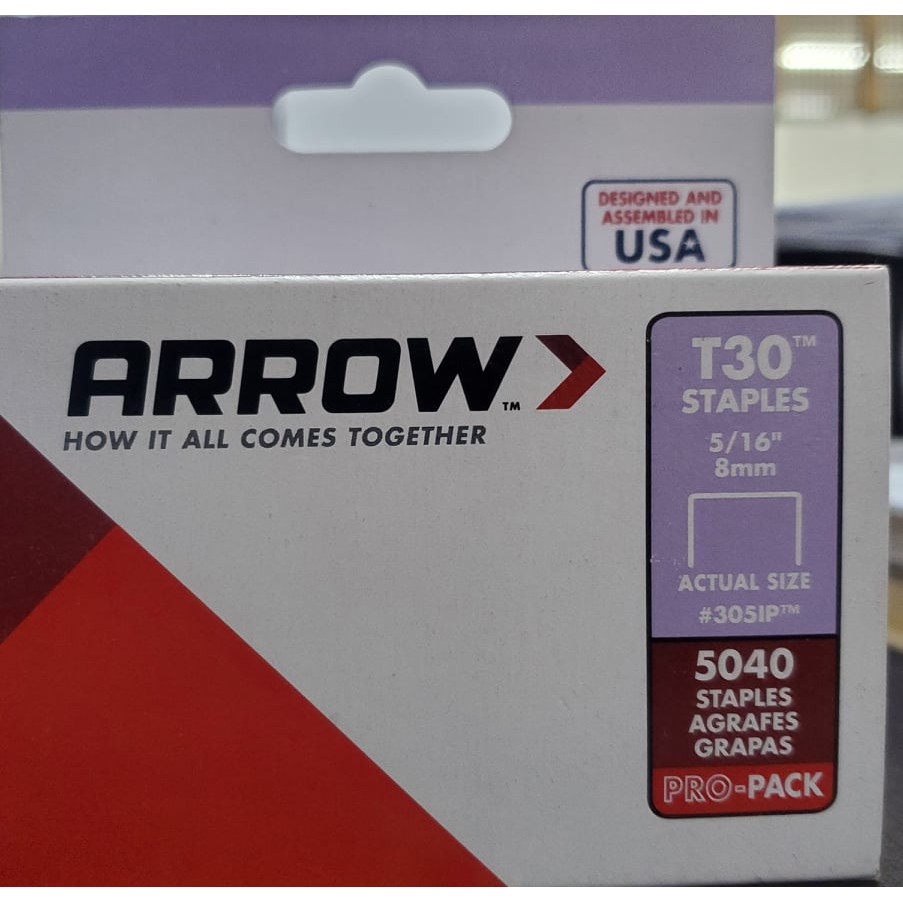 DESIGNED AND
ASSEMBLED IN
USA
ARROW™
HOW IT ALL COMES TOGETHER
T30™
STAPLES
5/16"
8mm
ACTUAL SIZE
#305IP™
5040
STAPLES
AGRAFES
GRAPAS
PRO-PACK